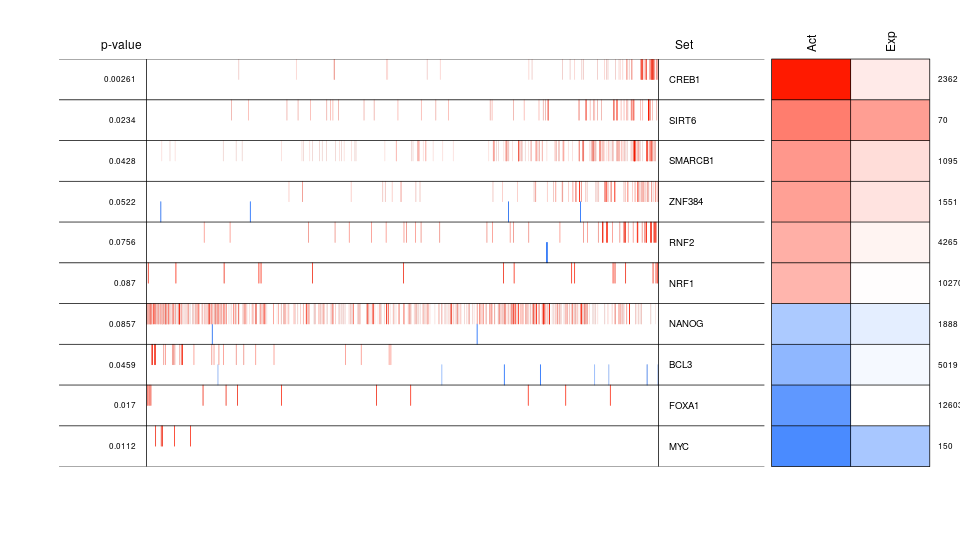 p-value Set Act Exp
0.00261 CREB1 2362
0.0234 SIRT6 70
0.0428 SMARCB1 1095
0.0522 ZNF384 1551
0.0756 RNF2 4265
0.087 NRF1 10270
0.0857 NANOG 1888
0.0459 BCL3 5019
0.017 FOXA1 12603
0.0112 MYC 150